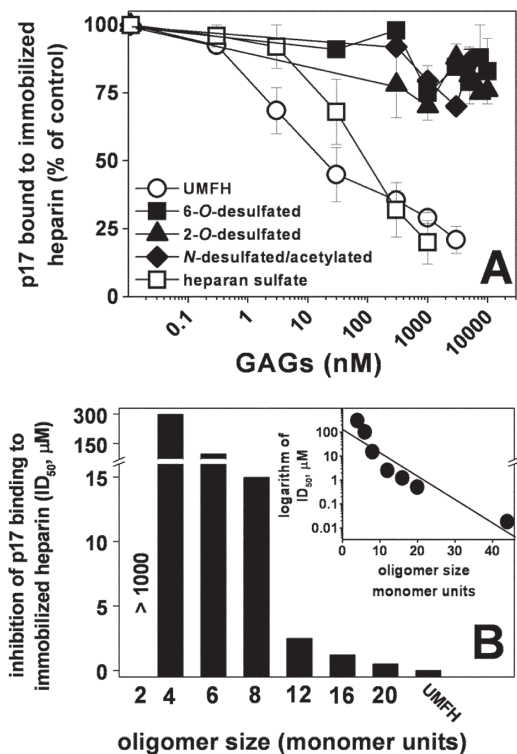 p17 bound to immobilized
heparin (% of control)
100
75
50
25
0
UMFH
6-O-desulfated
2-O-desulfated
N-desulfated/acetylated
heparan sulfate
A
0.1
1
10
100
1000
10000
GAGs (nM)
inhibition of p17 binding to
immobilized heparin (ID50, µM)
300
150
15
10
5
0
> 1000
2 4 6 8 12 16 20 UMFH
oligomer size (monomer units)
B
logarithm of
ID50, µM
100
10
1
0.1
0.01
0 20 40
oligomer size
monomer units